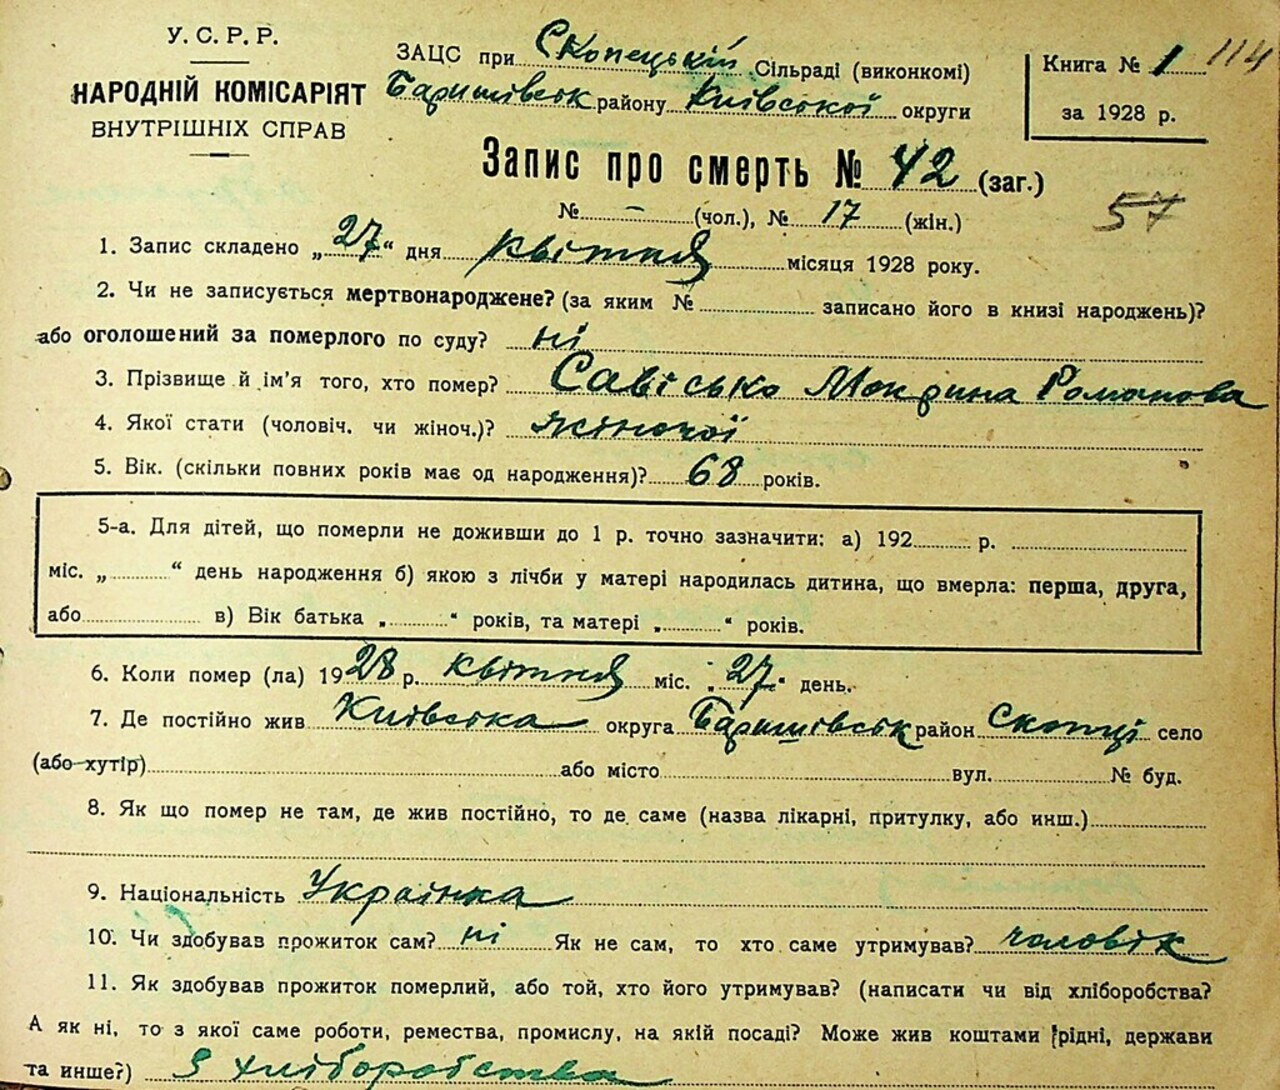 У. С. Р. Р.
НАРОДНІЙ КОМІСАРІЯТ
ВНУТРІШНІХ СПРАВ
ЗАЦС при Скопецькій Сільраді (виконкомі)
Баришівськ району Київської округи
Книга № 1 114
за 1928 р.
Запис про смерть № 42 (заг.)
№ - (чол.), № 17 (жін.)
57
1. Запис складено „27“ дня квітня місяця 1928 року.
2. Чи не записується мертвонароджене? (за яким № записано його в книзі народжень)?
або оголошений за померлого по суду? ні
3. Прізвище й ім'я того, хто помер? Савісько Мокрина Романова
4. Якої стати (чоловіч. чи жіноч.)? жіночої
5. Вік. (скільки повних років має од народження)? 68 років.
5-а. Для дітей, що померли не доживши до 1 р. точно зазначити: а) 192 р.
міс. „ “ день народження б) якою з лічби у матері народилась дитина, що вмерла: перша, друга,
або в) Вік батька „ “ років, та матері „ “ років.
6. Коли помер (ла) 1928 р. квітня міс. „27“ день.
7. Де постійно жив Київська округа Баришівськ район Скопці село
(або хутір) або місто вул. № буд.
8. Як що помер не там, де жив постійно, то де саме (назва лікарні, притулку, або инш.)
9. Національність Українка
10. Чи здобував прожиток сам? ні Як не сам, то хто саме утримував? чоловік
11. Як здобував прожиток померлий, або той, хто його утримував? (написати чи від хліборобства?
А як ні, то з якої саме роботи, ремества, промислу, на якій посаді? Може жив коштами рідні, держави
та инше?) З хліборобства